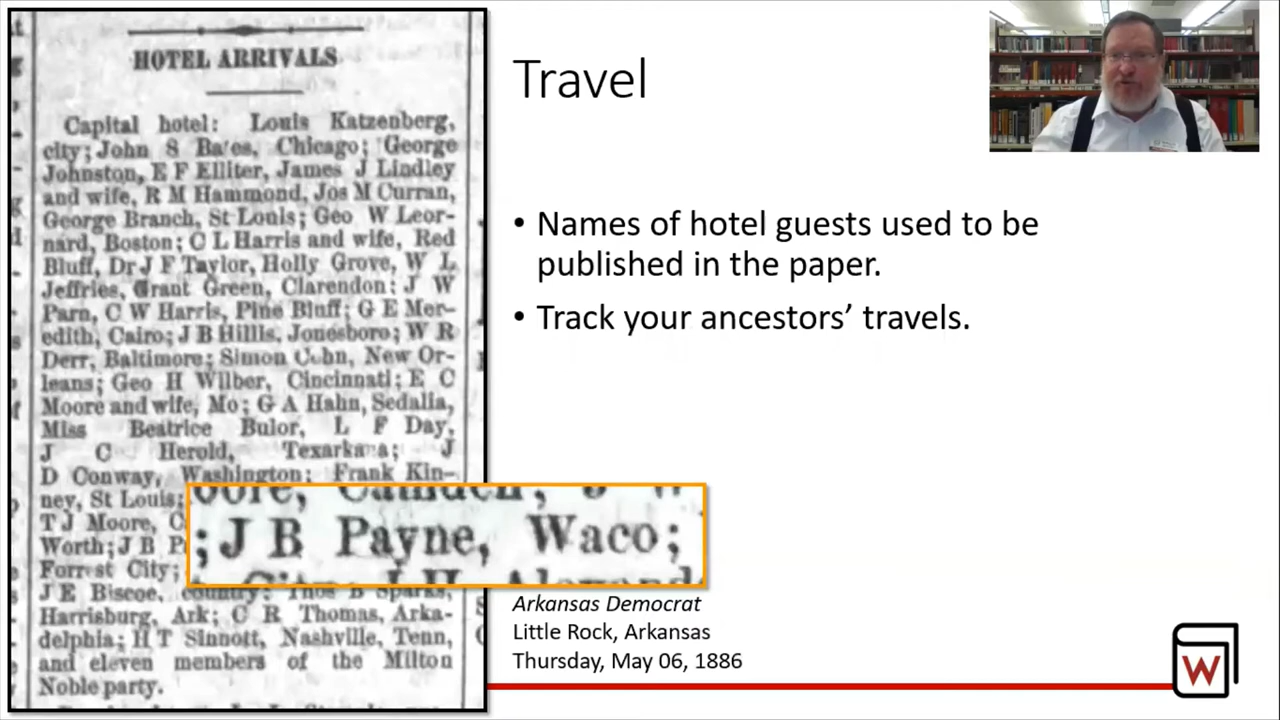 HOTEL ARRIVALS
Capital hotel: Louis Katzenberg,
city; John S Bates, Chicago; George
Johnston, E F Elliter, James J Lindley
and wife, R M Hammond, Jos M Curran,
George Branch, St Louis; Geo W Leor-
nard, Boston; C L Harris and wife, Red
Bluff, Dr J F Taylor, Holly Grove, W L
Jeffries, Grant Green, Clarendon; J W
Parn, C W Harris, Pine Bluff; G E Mer-
edith, Cairo; J B Hillls, Jonesboro; W R
Derr, Baltimore; Simon Cohn, New Or-
leans; Geo H Wilber, Cincinnati; E C
Moore and wife, Mo; G A Hahn, Sedalia,
Miss Beatrice Bulor, L F Day,
J C Herold, Texarkana; J
D Conway, Washington; Frank Kin-
ney, St Louis;
T J Moore, C
Worth; J B P
Forrest City;
J E Biscoe, country; Thos B Sparks,
Harrisburg, Ark; C R Thomas, Arka-
delphia; H T Sinnott, Nashville, Tenn,
and eleven members of the Milton
Noble party.
; J B Payne, Waco;
Travel
• Names of hotel guests used to be
published in the paper.
• Track your ancestors’ travels.
Arkansas Democrat
Little Rock, Arkansas
Thursday, May 06, 1886
W